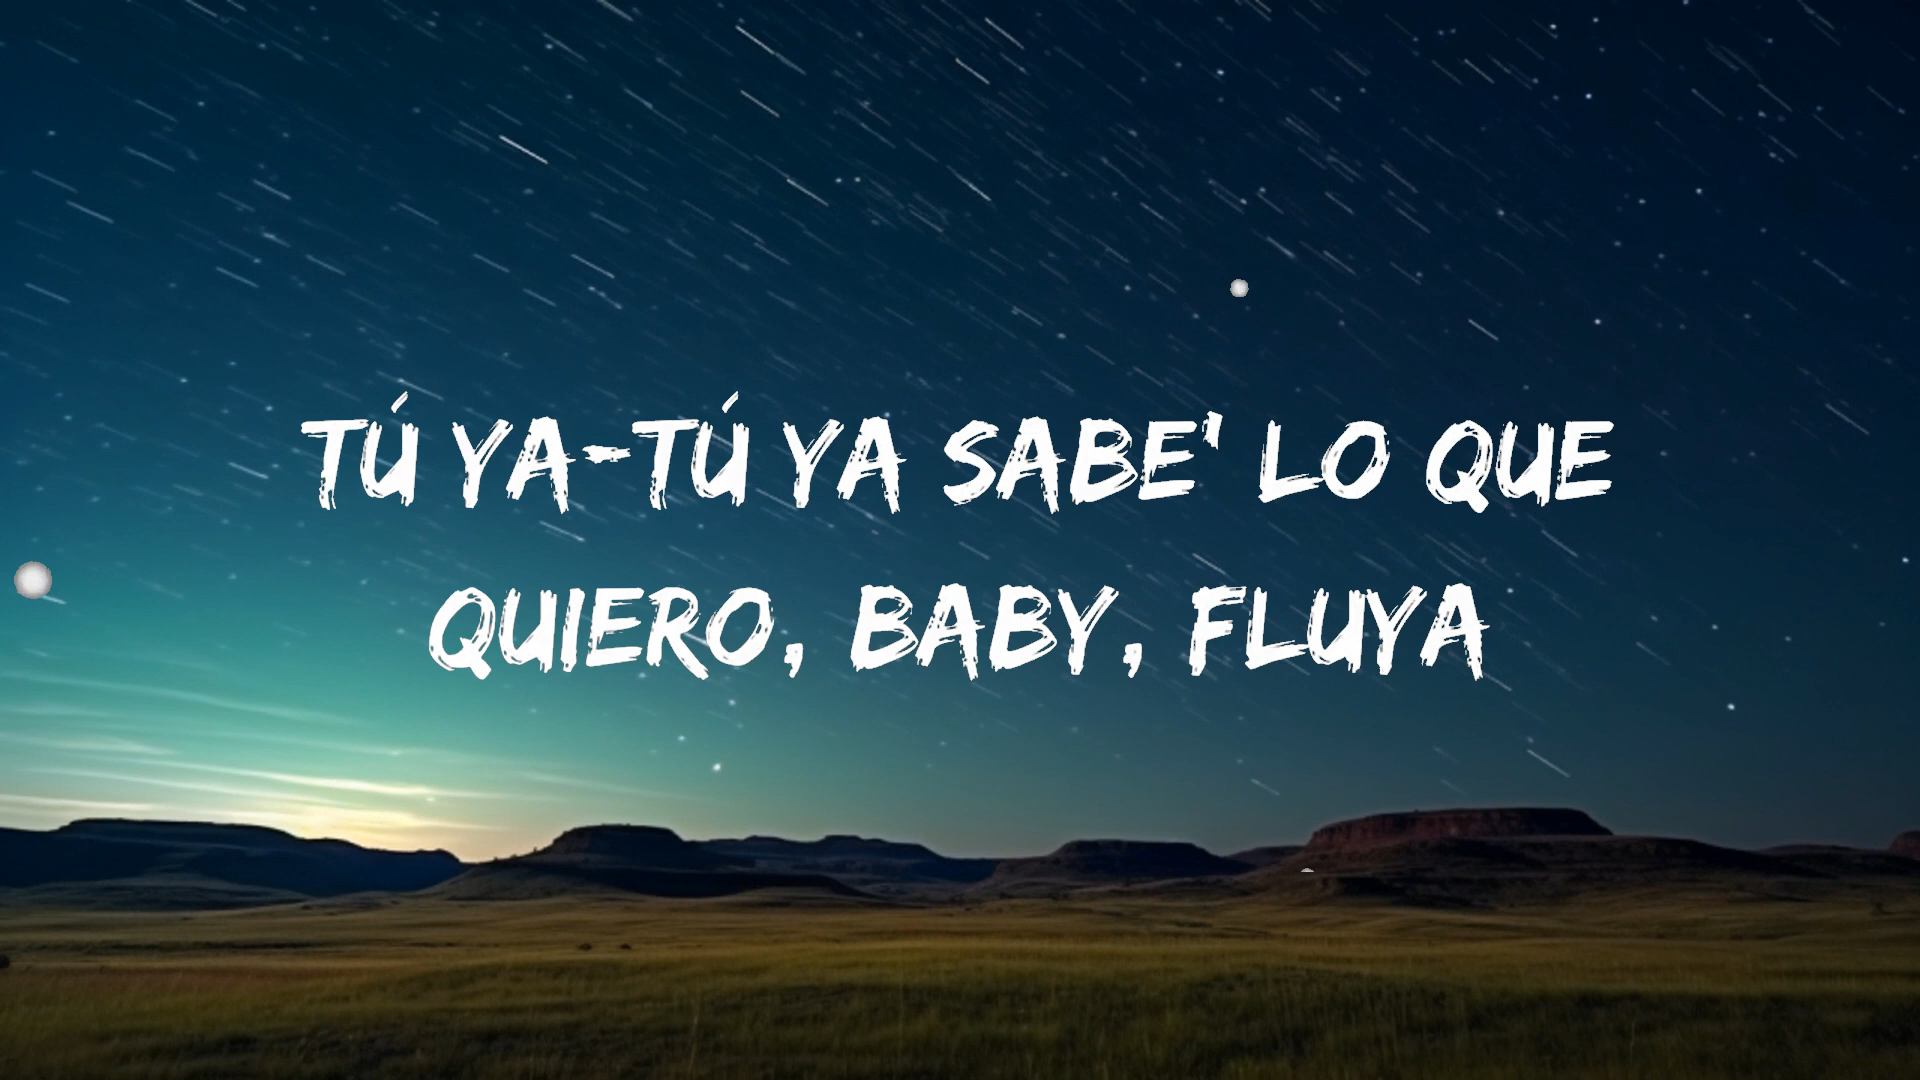 TÚ YA-TÚ YA SABE' LO QUE
QUIERO, BABY, FLUYA